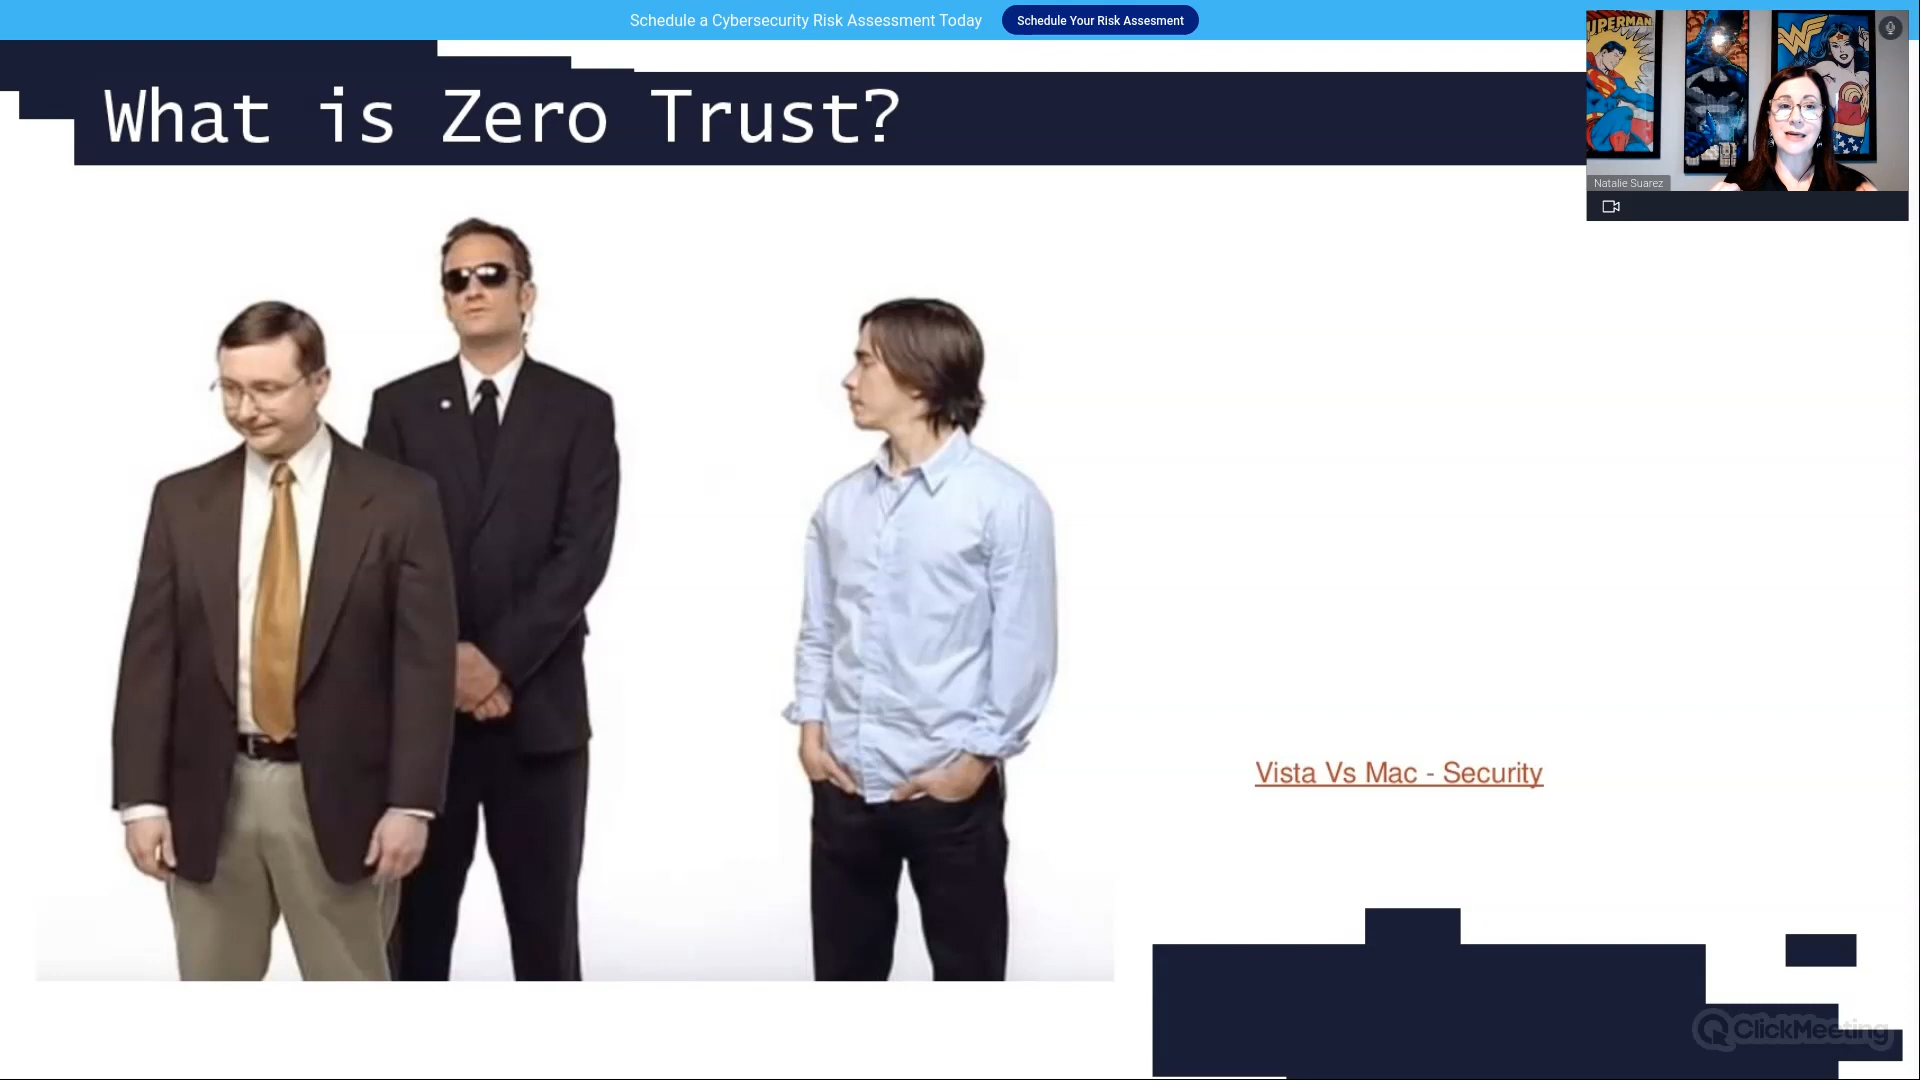 Schedule a Cybersecurity Risk Assessment Today
Schedule Your Risk Assesment
What is Zero Trust?
SUPERMAN
W
Natalie Suarez
Vista Vs Mac - Security
ClickMeeting